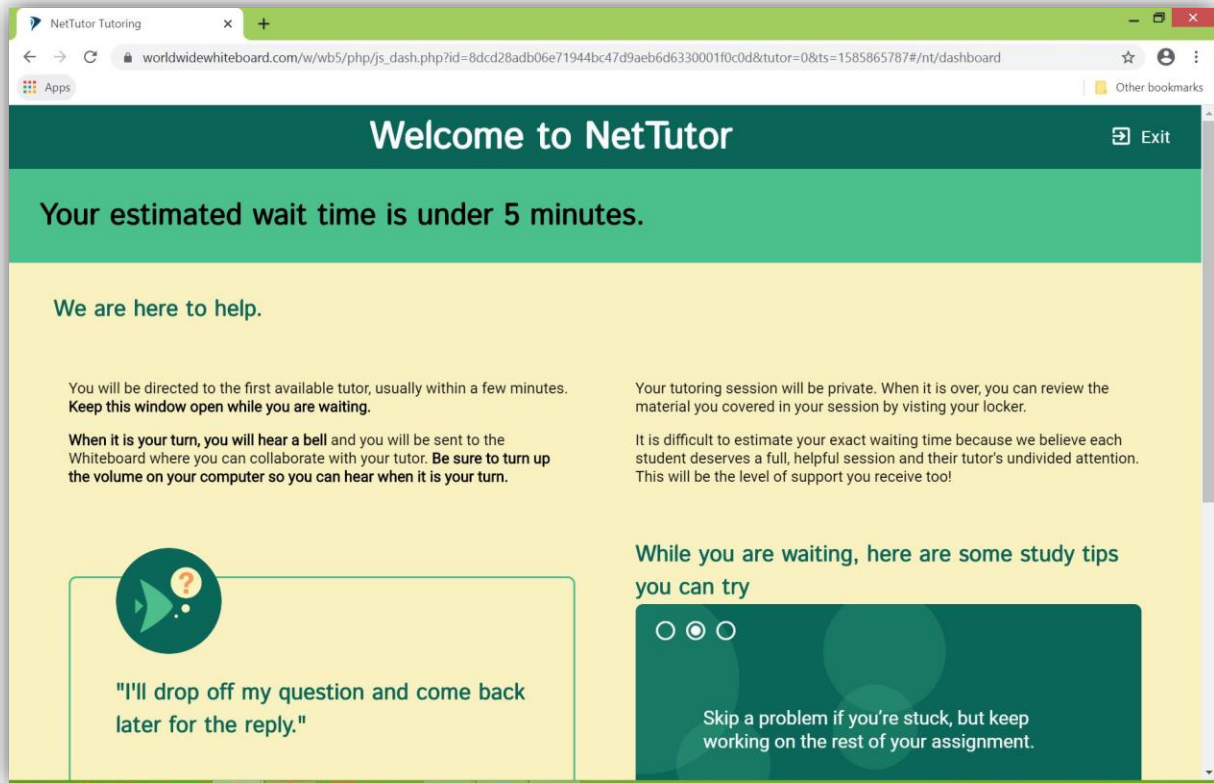 NetTutor Tutoring
worldwidewhiteboard.com/w/wb5/php/js_dash.php?id=8dcd28adb06e71944bc47d9aeb6d6330001f0c0d&tutor=0&ts=1585865787#/nt/dashboard
Apps
Other bookmarks
Welcome to NetTutor
Exit
Your estimated wait time is under 5 minutes.
We are here to help.
You will be directed to the first available tutor, usually within a few minutes.
Keep this window open while you are waiting.
When it is your turn, you will hear a bell and you will be sent to the
Whiteboard where you can collaborate with your tutor. Be sure to turn up
the volume on your computer so you can hear when it is your turn.
Your tutoring session will be private. When it is over, you can review the
material you covered in your session by visting your locker.
It is difficult to estimate your exact waiting time because we believe each
student deserves a full, helpful session and their tutor's undivided attention.
This will be the level of support you receive too!
?
"I'll drop off my question and come back
later for the reply."
While you are waiting, here are some study tips
you can try
Skip a problem if you're stuck, but keep
working on the rest of your assignment.